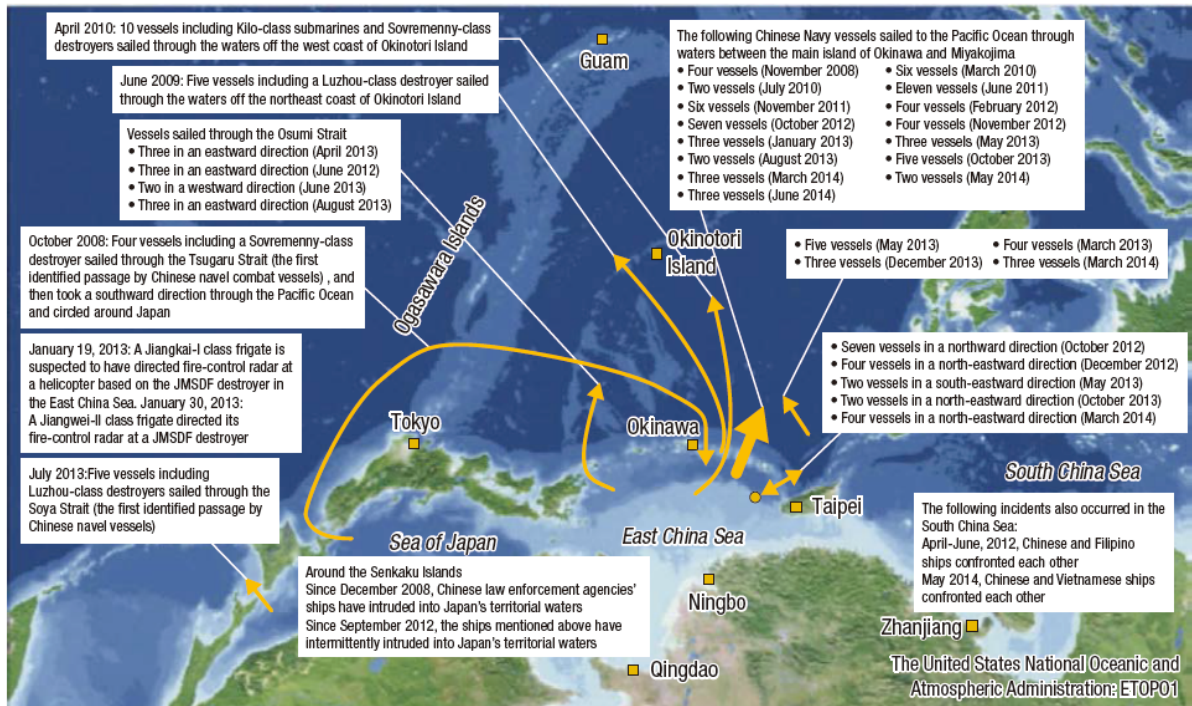 April 2010: 10 vessels including Kilo-class submarines and Sovremenny-class
destroyers sailed through the waters off the west coast of Okinotori Island
June 2009: Five vessels including a Luzhou-class destroyer sailed
through the waters off the northeast coast of Okinotori Island
Vessels sailed through the Osumi Strait
• Three in an eastward direction (April 2013)
• Three in an eastward direction (June 2012)
• Two in a westward direction (June 2013)
• Three in an eastward direction (August 2013)
October 2008: Four vessels including a Sovremenny-class
destroyer sailed through the Tsugaru Strait (the first
identified passage by Chinese navel combat vessels) , and
then took a southward direction through the Pacific Ocean
and circled around Japan
January 19, 2013: A Jiangkai-I class frigate is
suspected to have directed fire-control radar at
a helicopter based on the JMSDF destroyer in
the East China Sea. January 30, 2013:
A Jiangwei-II class frigate directed its
fire-control radar at a JMSDF destroyer
July 2013:Five vessels including
Luzhou-class destroyers sailed through the
Soya Strait (the first identified passage by
Chinese navel vessels)
Guam
The following Chinese Navy vessels sailed to the Pacific Ocean through
waters between the main island of Okinawa and Miyakojima
• Four vessels (November 2008)
• Two vessels (July 2010)
• Six vessels (November 2011)
• Seven vessels (October 2012)
• Three vessels (January 2013)
• Two vessels (August 2013)
• Three vessels (March 2014)
• Three vessels (June 2014)
• Six vessels (March 2010)
• Eleven vessels (June 2011)
• Four vessels (February 2012)
• Four vessels (November 2012)
• Three vessels (May 2013)
• Five vessels (October 2013)
• Two vessels (May 2014)
Ogasawara Islands
Okinotori
Island
• Five vessels (May 2013)
• Three vessels (December 2013)
• Four vessels (March 2013)
• Three vessels (March 2014)
• Seven vessels in a northward direction (October 2012)
• Four vessels in a north-eastward direction (December 2012)
• Two vessels in a south-eastward direction (May 2013)
• Two vessels in a north-eastward direction (October 2013)
• Four vessels in a north-eastward direction (March 2014)
Tokyo
Okinawa
South China Sea
Taipei
The following incidents also occurred in the
South China Sea:
April-June, 2012, Chinese and Filipino
ships confronted each other
May 2014, Chinese and Vietnamese ships
confronted each other
Sea of Japan
East China Sea
Around the Senkaku Islands
Since December 2008, Chinese law enforcement agencies'
ships have intruded into Japan's territorial waters
Since September 2012, the ships mentioned above have
intermittently intruded into Japan's territorial waters
Ningbo
Zhanjiang
Qingdao
The United States National Oceanic and
Atmospheric Administration: ETOPO1